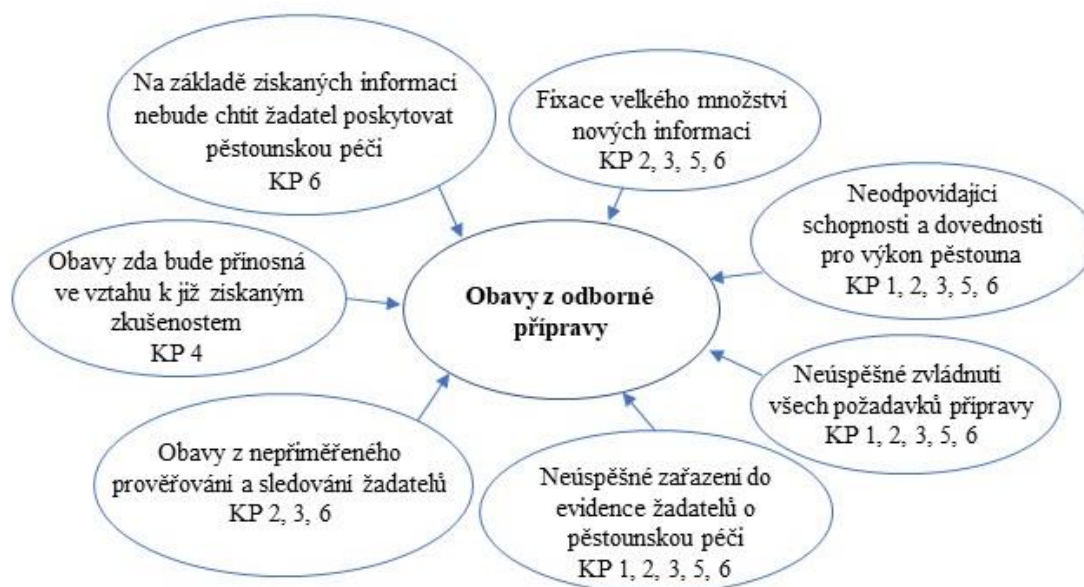 Na základě získaných informací
nebude chtít žadatel poskytovat
pěstounskou péči
KP 6
Fixace velkého množství
nových informací
KP 2, 3, 5, 6
Neodpovídající
schopnosti a dovednosti
pro výkon pěstouna
KP 1, 2, 3, 5, 6
Obavy zda bude přínosná
ve vztahu k již získaným
zkušenostem
KP 4
Obavy z odborné
přípravy
Neúspěšné zvládnutí
všech požadavků přípravy
KP 1, 2, 3, 5, 6
Obavy z nepřiměřeného
prověřování a sledování žadatelů
KP 2, 3, 6
Neúspěšné zařazení do
evidence žadatelů o
pěstounskou péči
KP 1, 2, 3, 5, 6